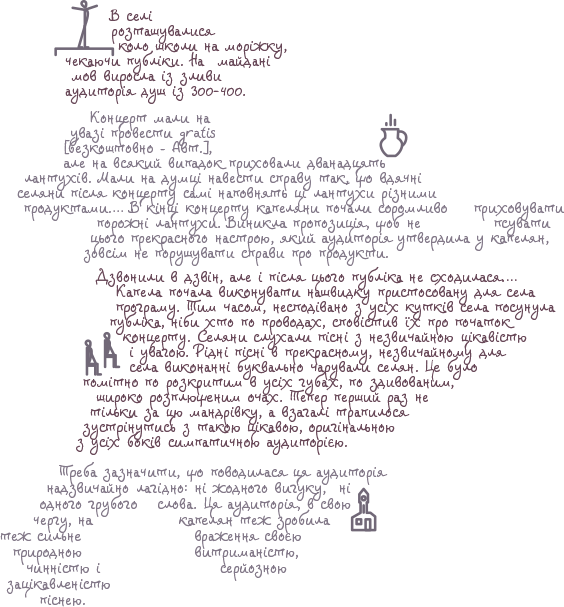 В селі
розташувалися
коло школи на моріжку,
чекаючи публіки. На майдані
мов виросла із зливи
аудиторія душ із 300-400.
Концерт мали на
увазі провести gratis
[безкоштовно - Авт.],
але на всякий випадок приховали дванадцять
лантухів. Мали на думці навести справу так, що вдячні
селяни після концерту самі наповнять ці лантухи різними
продуктами.... В кінці концерту капеляни почали соромливо приховувати
порожні лантухи. Виникла пропозиція, щоб не псувати
цього прекрасного настрою, який аудиторія утвердила у капелян,
зовсім не порушувати справи про продукти.
Дзвонили в дзвін, але і після цього публіка не сходилася....
Капела почала виконувати нашвидку пристосовану для села
програму. Тим часом, несподівано з усіх кутків села посунула
публіка, ніби хто по проводах, сповістив їх про початок
концерту. Селяни слухали пісні з незвичайною цікавістю
і увагою. Рідні пісні в прекрасному, незвичайному для
села виконанні буквально чарували селян. Це було
помітно по розкритим в усіх губах, по здивованим,
широко розплющеним очах. Тепер перший раз не
тільки за цю мандрівку, а взагалі трапилося
зустрінутись з такою цікавою, оригінальною
з усіх боків симпатичною аудиторією.
Треба зазначити, що поводилася ця аудиторія
надзвичайно лагідно: ні жодного вигуку, ні
одного грубого слова. Ця аудиторія, в свою
чергу, на капелян теж зробила
теж сильне враження своєю
природною витриманістю,
чинністю і серйозною
зацікавленістю
піснею.